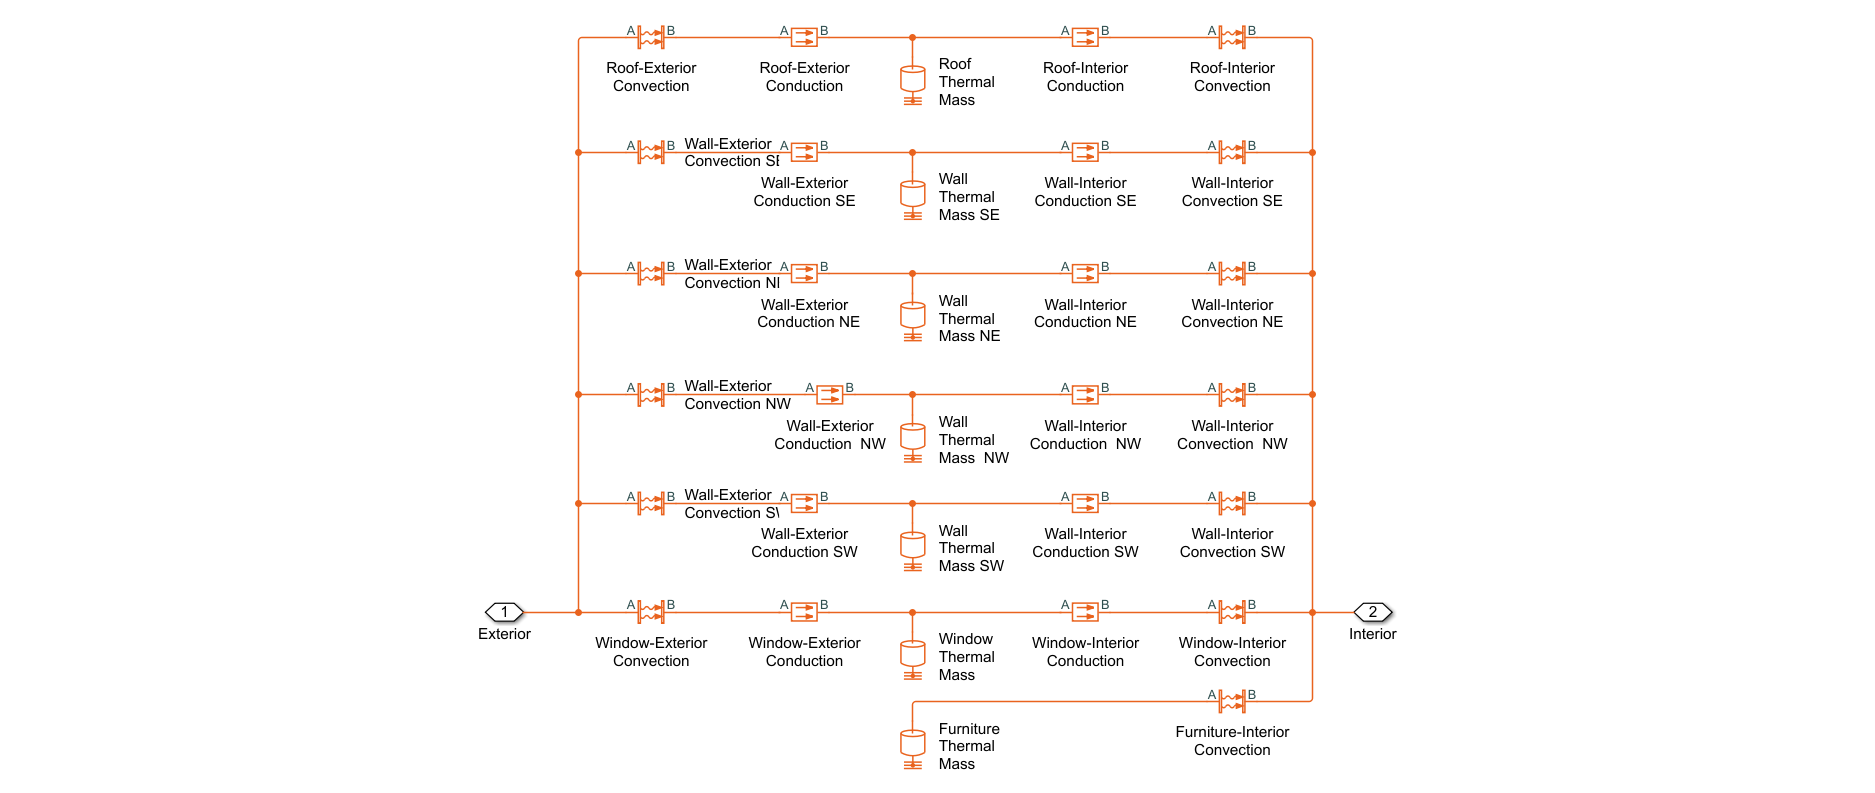 A B A B A B A B
Roof-Exterior
Convection
Roof-Exterior
Conduction
Roof
Thermal
Mass
Roof-Interior
Conduction
Roof-Interior
Convection
A B A B A B A B
Wall-Exterior
Convection
Wall-Exterior
Conduction SE
Wall
Thermal
Mass SE
Wall-Interior
Conduction SE
Wall-Interior
Convection SE
A B A B A B A B
Wall-Exterior
Convection
Wall-Exterior
Conduction NE
Wall
Thermal
Mass NE
Wall-Interior
Conduction NE
Wall-Interior
Convection NE
A B A B A B A B
Wall-Exterior
Convection NW
Wall-Exterior
Conduction  NW
Wall
Thermal
Mass  NW
Wall-Interior
Conduction  NW
Wall-Interior
Convection  NW
A B A B A B A B
Wall-Exterior
Convection
Wall-Exterior
Conduction SW
Wall
Thermal
Mass SW
Wall-Interior
Conduction SW
Wall-Interior
Convection SW
1
Exterior
A B A B A B A B
Window-Exterior
Convection
Window-Exterior
Conduction
Window
Thermal
Mass
Window-Interior
Conduction
Window-Interior
Convection
2
Interior
A B
Furniture
Thermal
Mass
Furniture-Interior
Convection